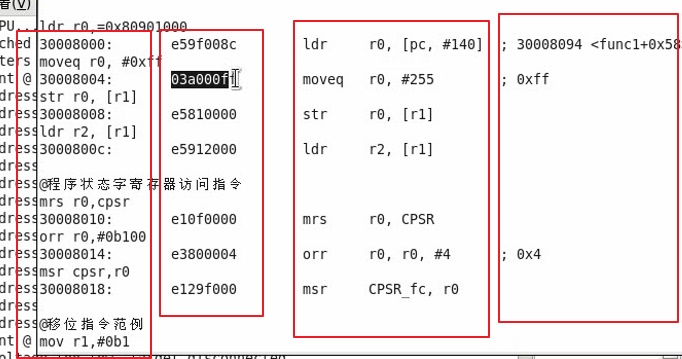 看(V)
PU...ldr r0,=0x80901000
ched 30008000: e59f008c ldr r0, [pc, #140] ; 30008094 <func1+0x58
ters moveq r0, #0xff
nt @ 30008004: 03a000ff moveq r0, #255 ; 0xff
dress str r0, [r1]
dress 30008008: e5810000 str r0, [r1]
dress ldr r2, [r1]
dress 3000800c: e5912000 ldr r2, [r1]
dress
dress @程序状态字寄存器访问指令
dress mrs r0,cpsr
dress 30008010: e10f0000 mrs r0, CPSR
dress orr r0,#0b100
dress 30008014: e3800004 orr r0, r0, #4 ; 0x4
dress msr cpsr,r0
dress 30008018: e129f000 msr CPSR_fc, r0
dress
dress @移位指令范例
nt @ mov r1,#0b1